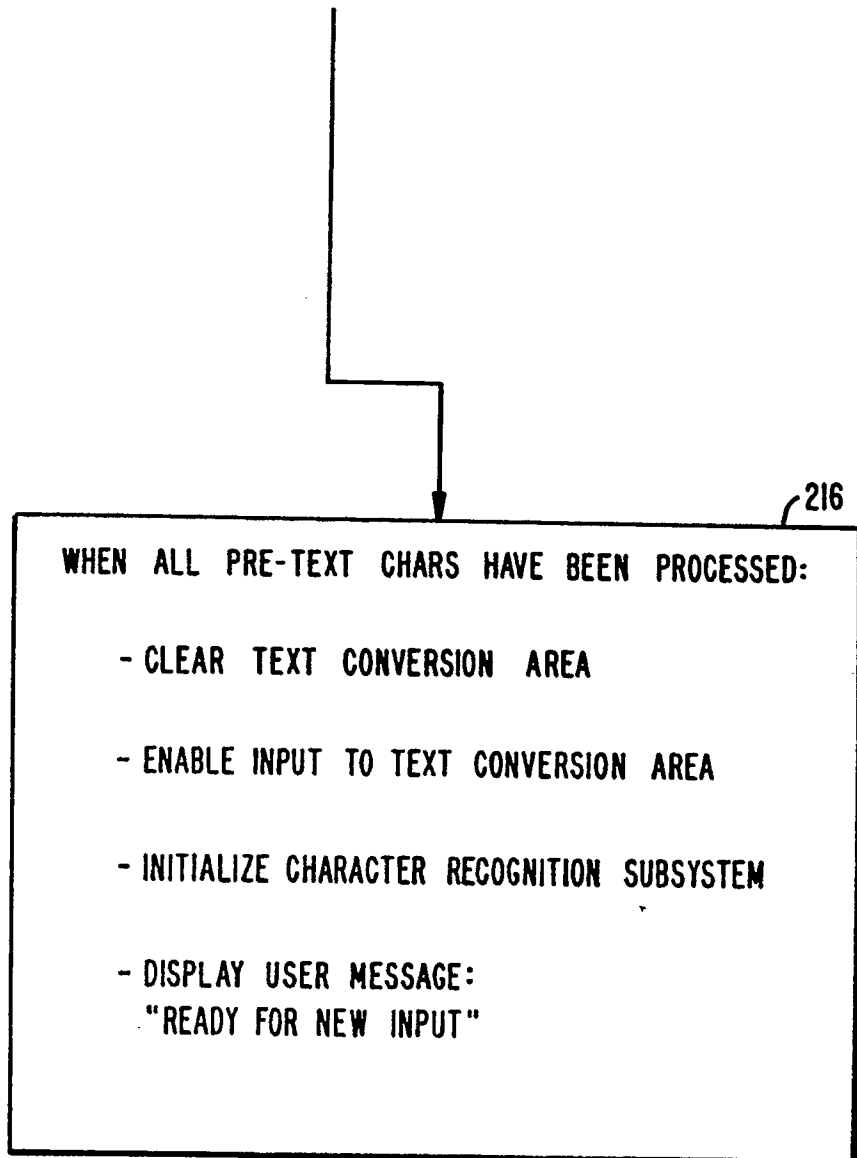 216
WHEN ALL PRE-TEXT CHARS HAVE BEEN PROCESSED:
- CLEAR TEXT CONVERSION AREA
- ENABLE INPUT TO TEXT CONVERSION AREA
- INITIALIZE CHARACTER RECOGNITION SUBSYSTEM
- DISPLAY USER MESSAGE:
"READY FOR NEW INPUT"